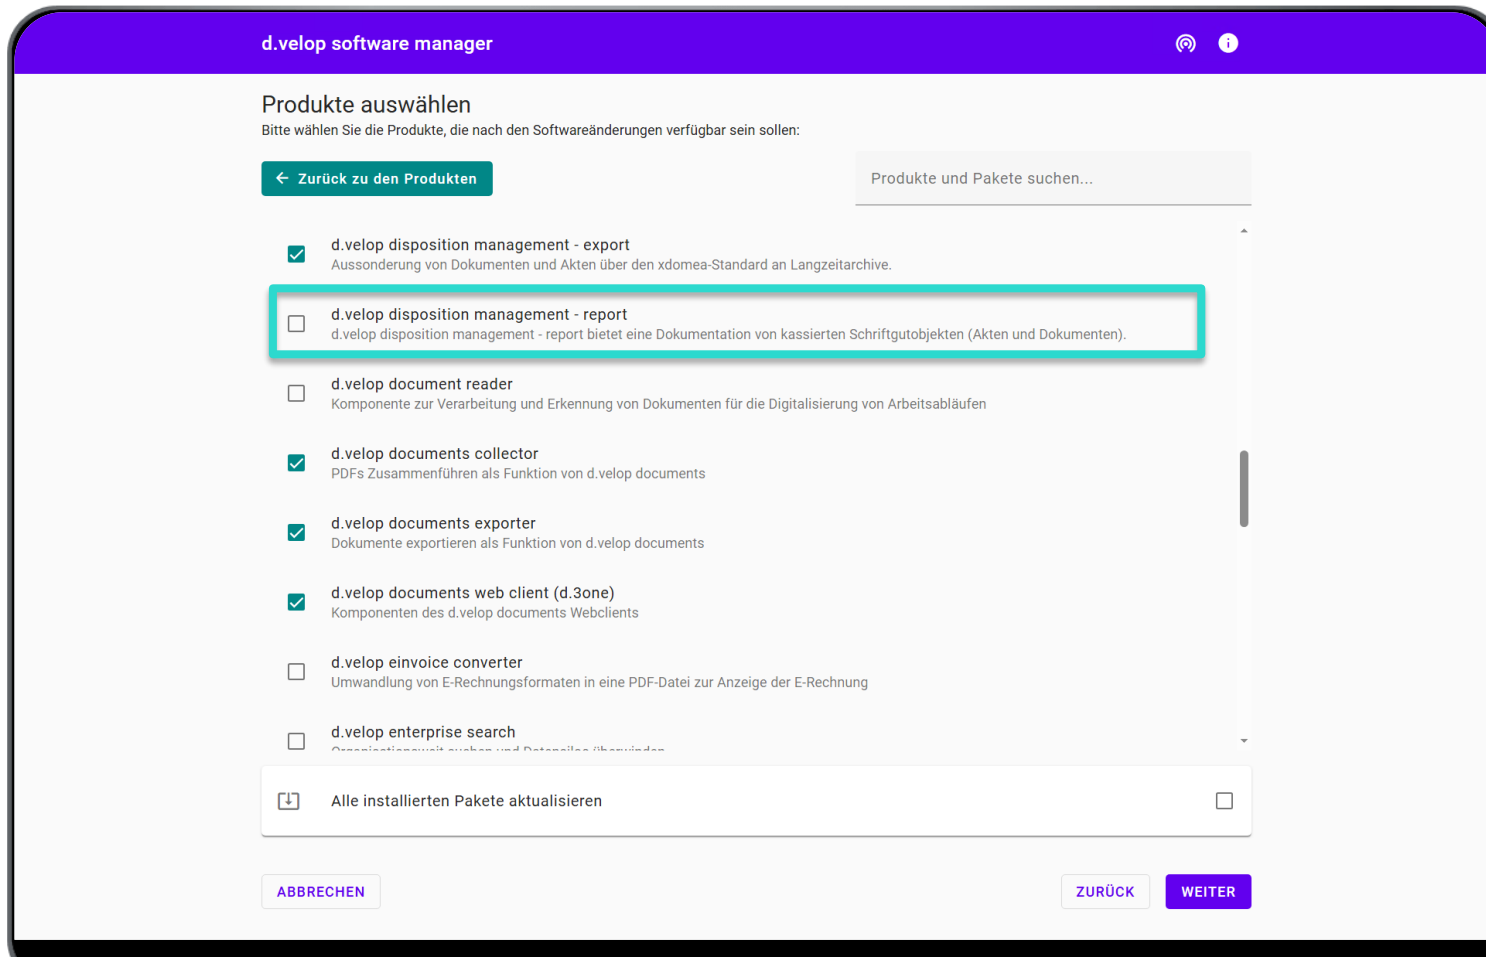 d.velop software manager
Produkte auswählen
Bitte wählen Sie die Produkte, die nach den Softwareänderungen verfügbar sein sollen:
Zurück zu den Produkten
Produkte und Pakete suchen...
d.velop disposition management - export
Aussonderung von Dokumenten und Akten über den xdomea-Standard an Langzeitarchive.
d.velop disposition management - report
d.velop disposition management - report bietet eine Dokumentation von kassierten Schriftgutobjekten (Akten und Dokumenten).
d.velop document reader
Komponente zur Verarbeitung und Erkennung von Dokumenten für die Digitalisierung von Arbeitsabläufen
d.velop documents collector
PDFs Zusammenführen als Funktion von d.velop documents
d.velop documents exporter
Dokumente exportieren als Funktion von d.velop documents
d.velop documents web client (d.3one)
Komponenten des d.velop documents Webclients
d.velop einvoice converter
Umwandlung von E-Rechnungsformaten in eine PDF-Datei zur Anzeige der E-Rechnung
d.velop enterprise search
Organisationsweit suchen und Datensilos überwinden
Alle installierten Pakete aktualisieren
ABBRECHEN
ZURÜCK
WEITER